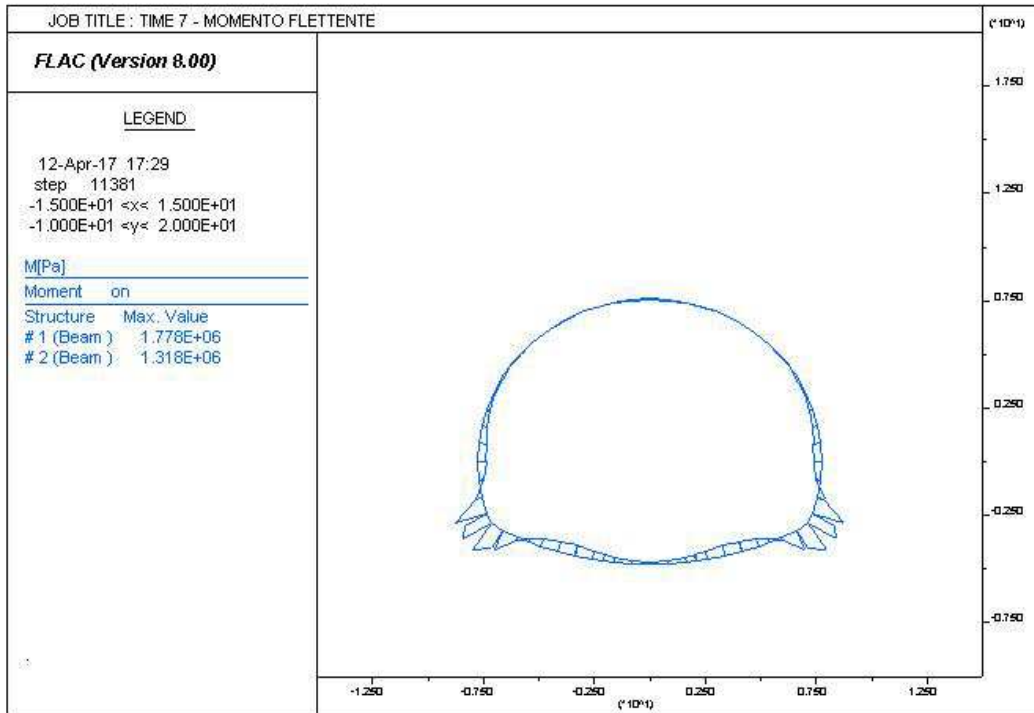 JOB TITLE : TIME 7 - MOMENTO FLETTENTE
(*10^1)
FLAC (Version 8.00)
LEGEND
12-Apr-17 17:29
step 11381
-1.500E+01 <x< 1.500E+01
-1.000E+01 <y< 2.000E+01
M[Pa]
Moment on
Structure Max. Value
# 1 (Beam ) 1.778E+06
# 2 (Beam ) 1.318E+06
1.750
1.250
0.750
0.250
-0.250
-0.750
-1.250 -0.750 -0.250 0.250 0.750 1.250
(*10^1)